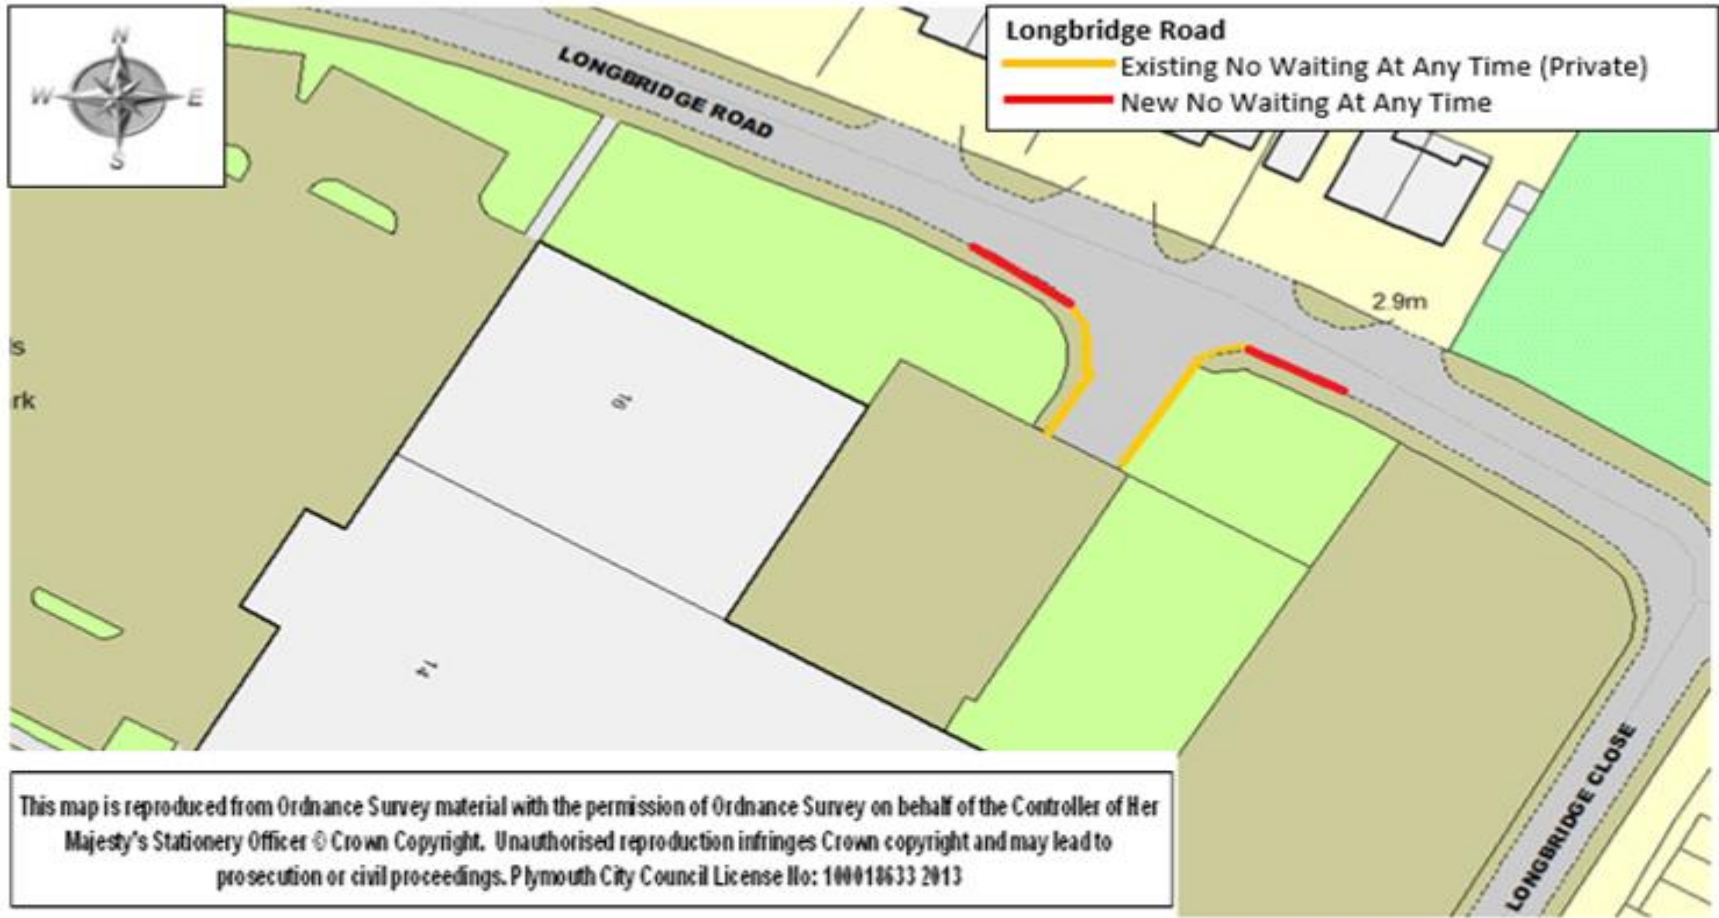 N
W E
S
Longbridge Road
Existing No Waiting At Any Time (Private)
New No Waiting At Any Time
LONGBRIDGE ROAD
2.9m
ls
rk
16
14
LONGBRIDGE CLOSE
This map is reproduced from Ordnance Survey material with the permission of Ordnance Survey on behalf of the Controller of Her
Majesty's Stationery Officer © Crown Copyright. Unauthorised reproduction infringes Crown copyright and may lead to
prosecution or civil proceedings. Plymouth City Council License No: 100018633 2013